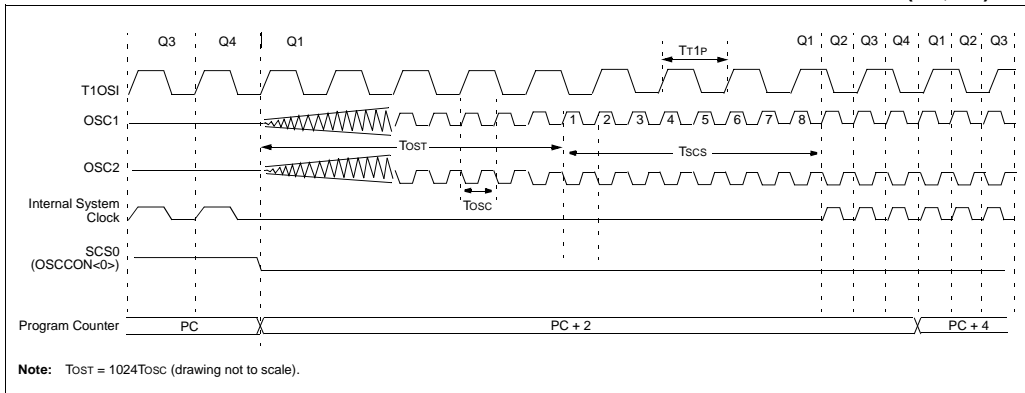 Q3 Q4 Q1 Q1 Q2 Q3 Q4 Q1 Q2 Q3
TT1P
T1OSI
OSC1
1 2 3 4 5 6 7 8
TOST TSCS
OSC2
TOSC
Internal System
Clock
SCS0
(OSCCON<0>)
Program Counter PC PC + 2 PC + 4
Note: TOST = 1024TOSC (drawing not to scale).